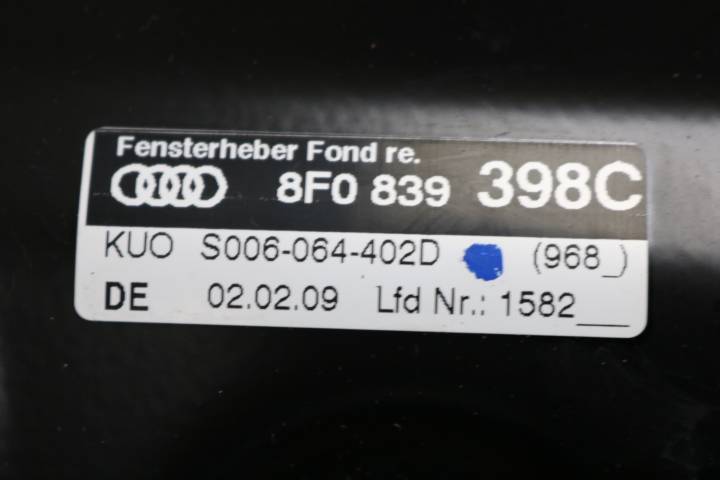 Fensterheber Fond re.
8F0 839 398C
KUO S006-064-402D (968_)
DE 02.02.09 Lfd Nr.: 1582___